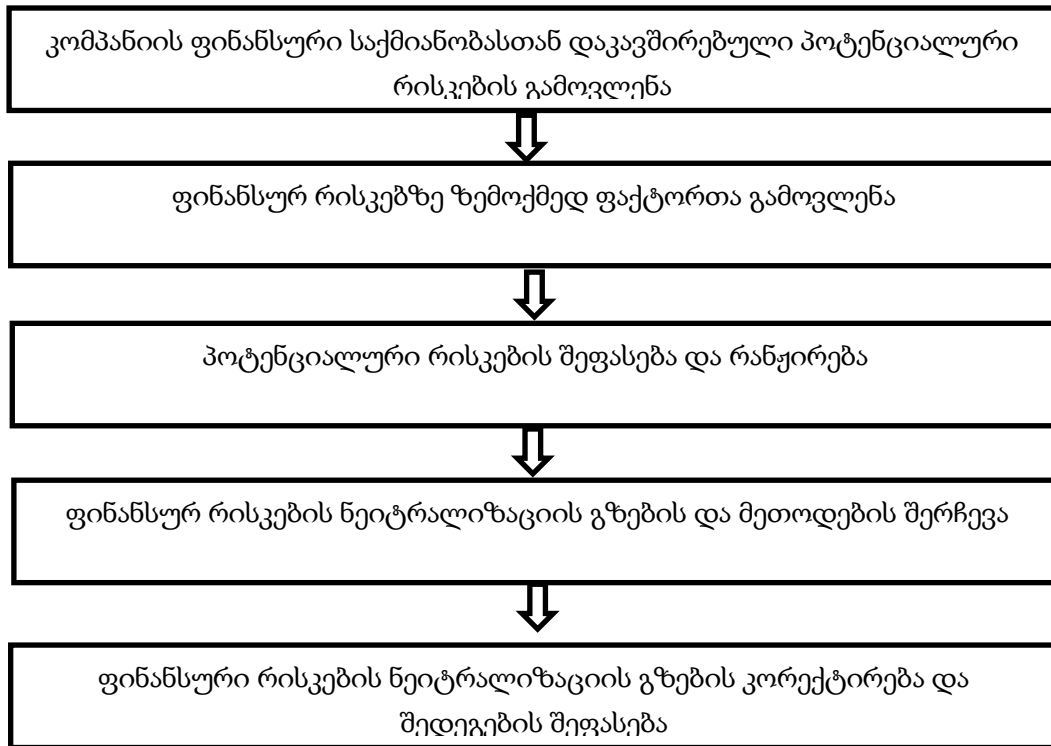 კომპანიის ფინანსური საქმიანობასთან დაკავშირებული პოტენციალური
რისკების გამოვლენა
ფინანსურ რისკებზე ზემოქმედ ფაქტორთა გამოვლენა
პოტენციალური რისკების შეფასება და რანჟირება
ფინანსურ რისკების ნეიტრალიზაციის გზების და მეთოდების შერჩევა
ფინანსური რისკების ნეიტრალიზაციის გზების კორექტირება და
შედეგების შეფასება